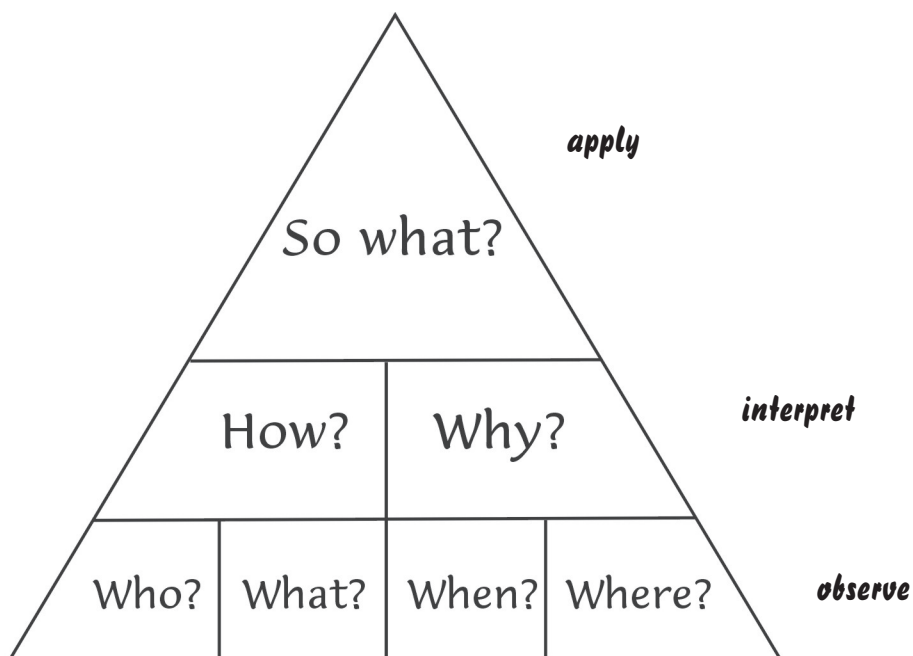 apply
So what?
How? Why?
interpret
Who? What? When? Where?
observe